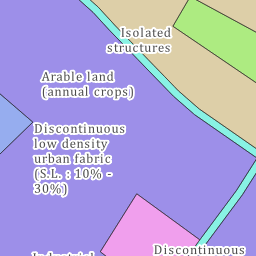 Isolated
structures
Arable land
(annual crops)
Discontinuous
low density
urban fabric
(S.L. : 10% -
30%)
Discontinuous